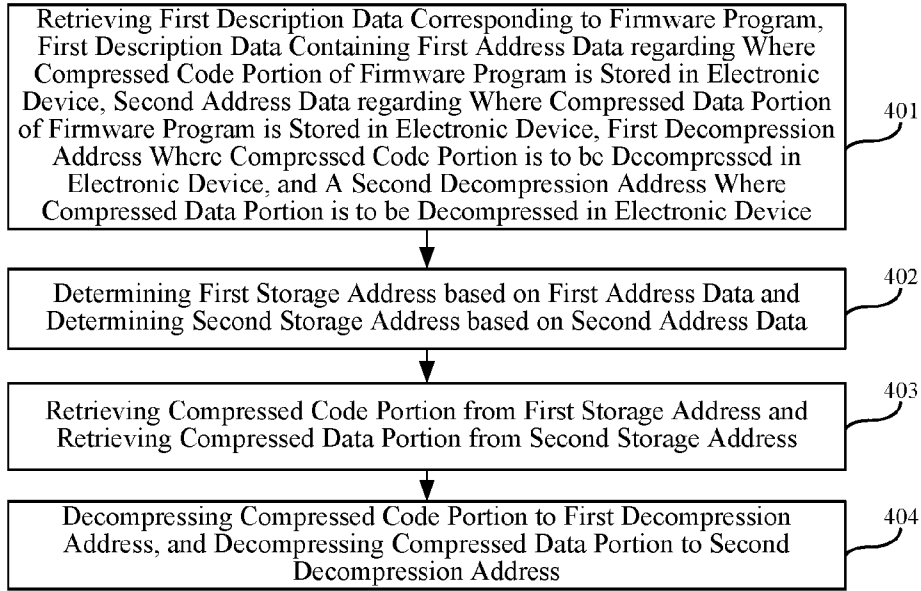 Retrieving First Description Data Corresponding to Firmware Program,
First Description Data Containing First Address Data regarding Where
Compressed Code Portion of Firmware Program is Stored in Electronic
Device, Second Address Data regarding Where Compressed Data Portion
of Firmware Program is Stored in Electronic Device, First Decompression
Address Where Compressed Code Portion is to be Decompressed in
Electronic Device, and A Second Decompression Address Where
Compressed Data Portion is to be Decompressed in Electronic Device
401
Determining First Storage Address based on First Address Data and
Determining Second Storage Address based on Second Address Data
402
Retrieving Compressed Code Portion from First Storage Address and
Retrieving Compressed Data Portion from Second Storage Address
403
Decompressing Compressed Code Portion to First Decompression
Address, and Decompressing Compressed Data Portion to Second
Decompression Address
404